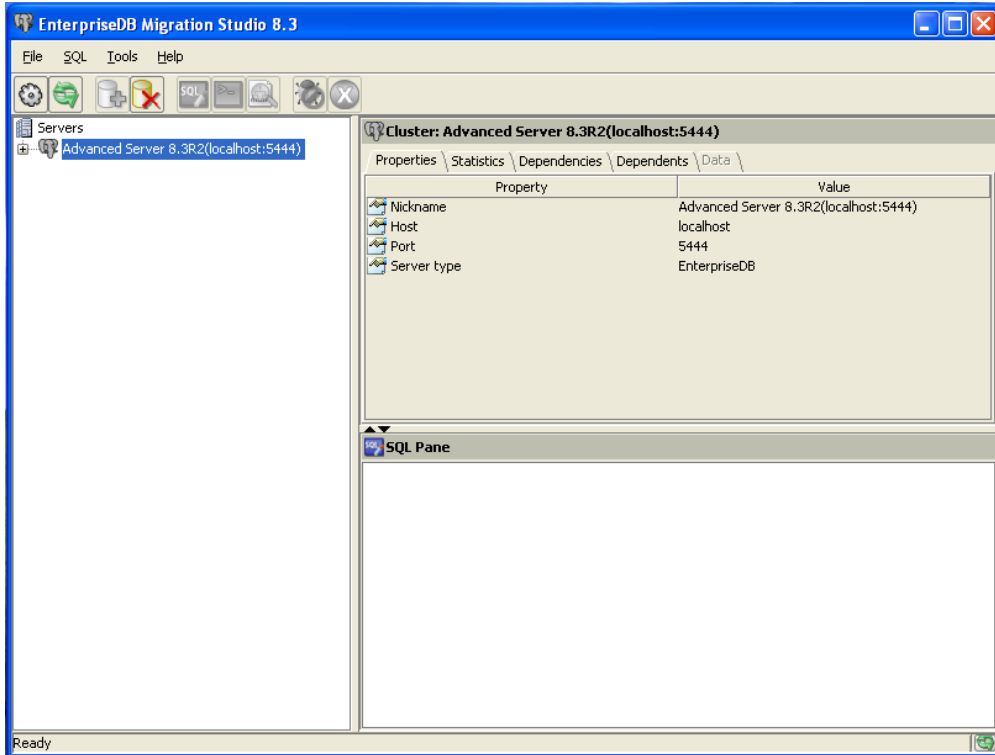 EnterpriseDB Migration Studio 8.3
File SQL Tools Help
SQL
Servers
Advanced Server 8.3R2(localhost:5444)
Cluster: Advanced Server 8.3R2(localhost:5444)
Properties Statistics Dependencies Dependents Data
Property Value
Nickname Advanced Server 8.3R2(localhost:5444)
Host localhost
Port 5444
Server type EnterpriseDB
SQL Pane
Ready